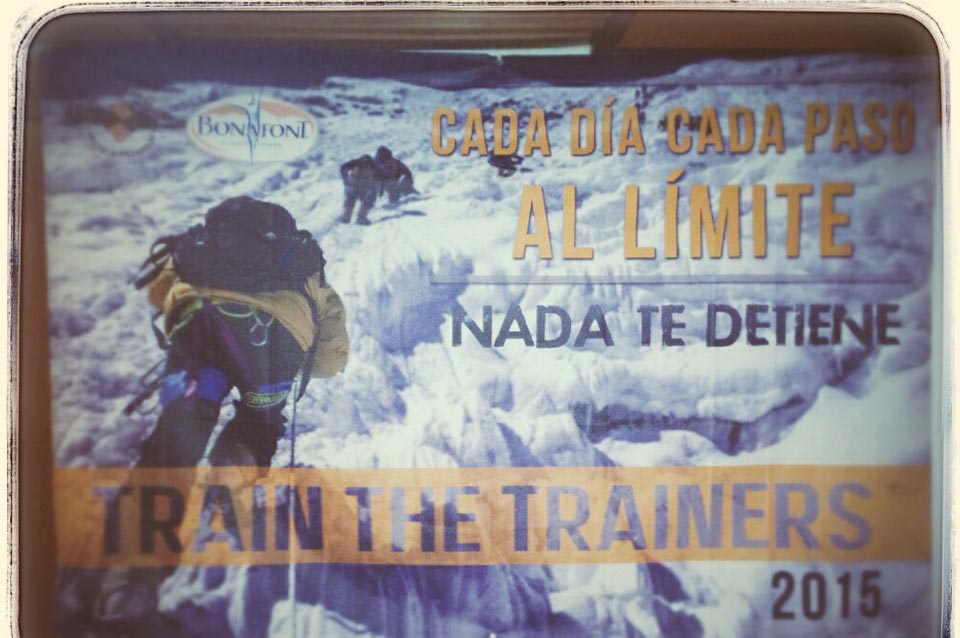 BONAFONT
CADA DÍA CADA PASO
AL LÍMITE
NADA TE DETIENE
TRAIN THE TRAINERS
2015